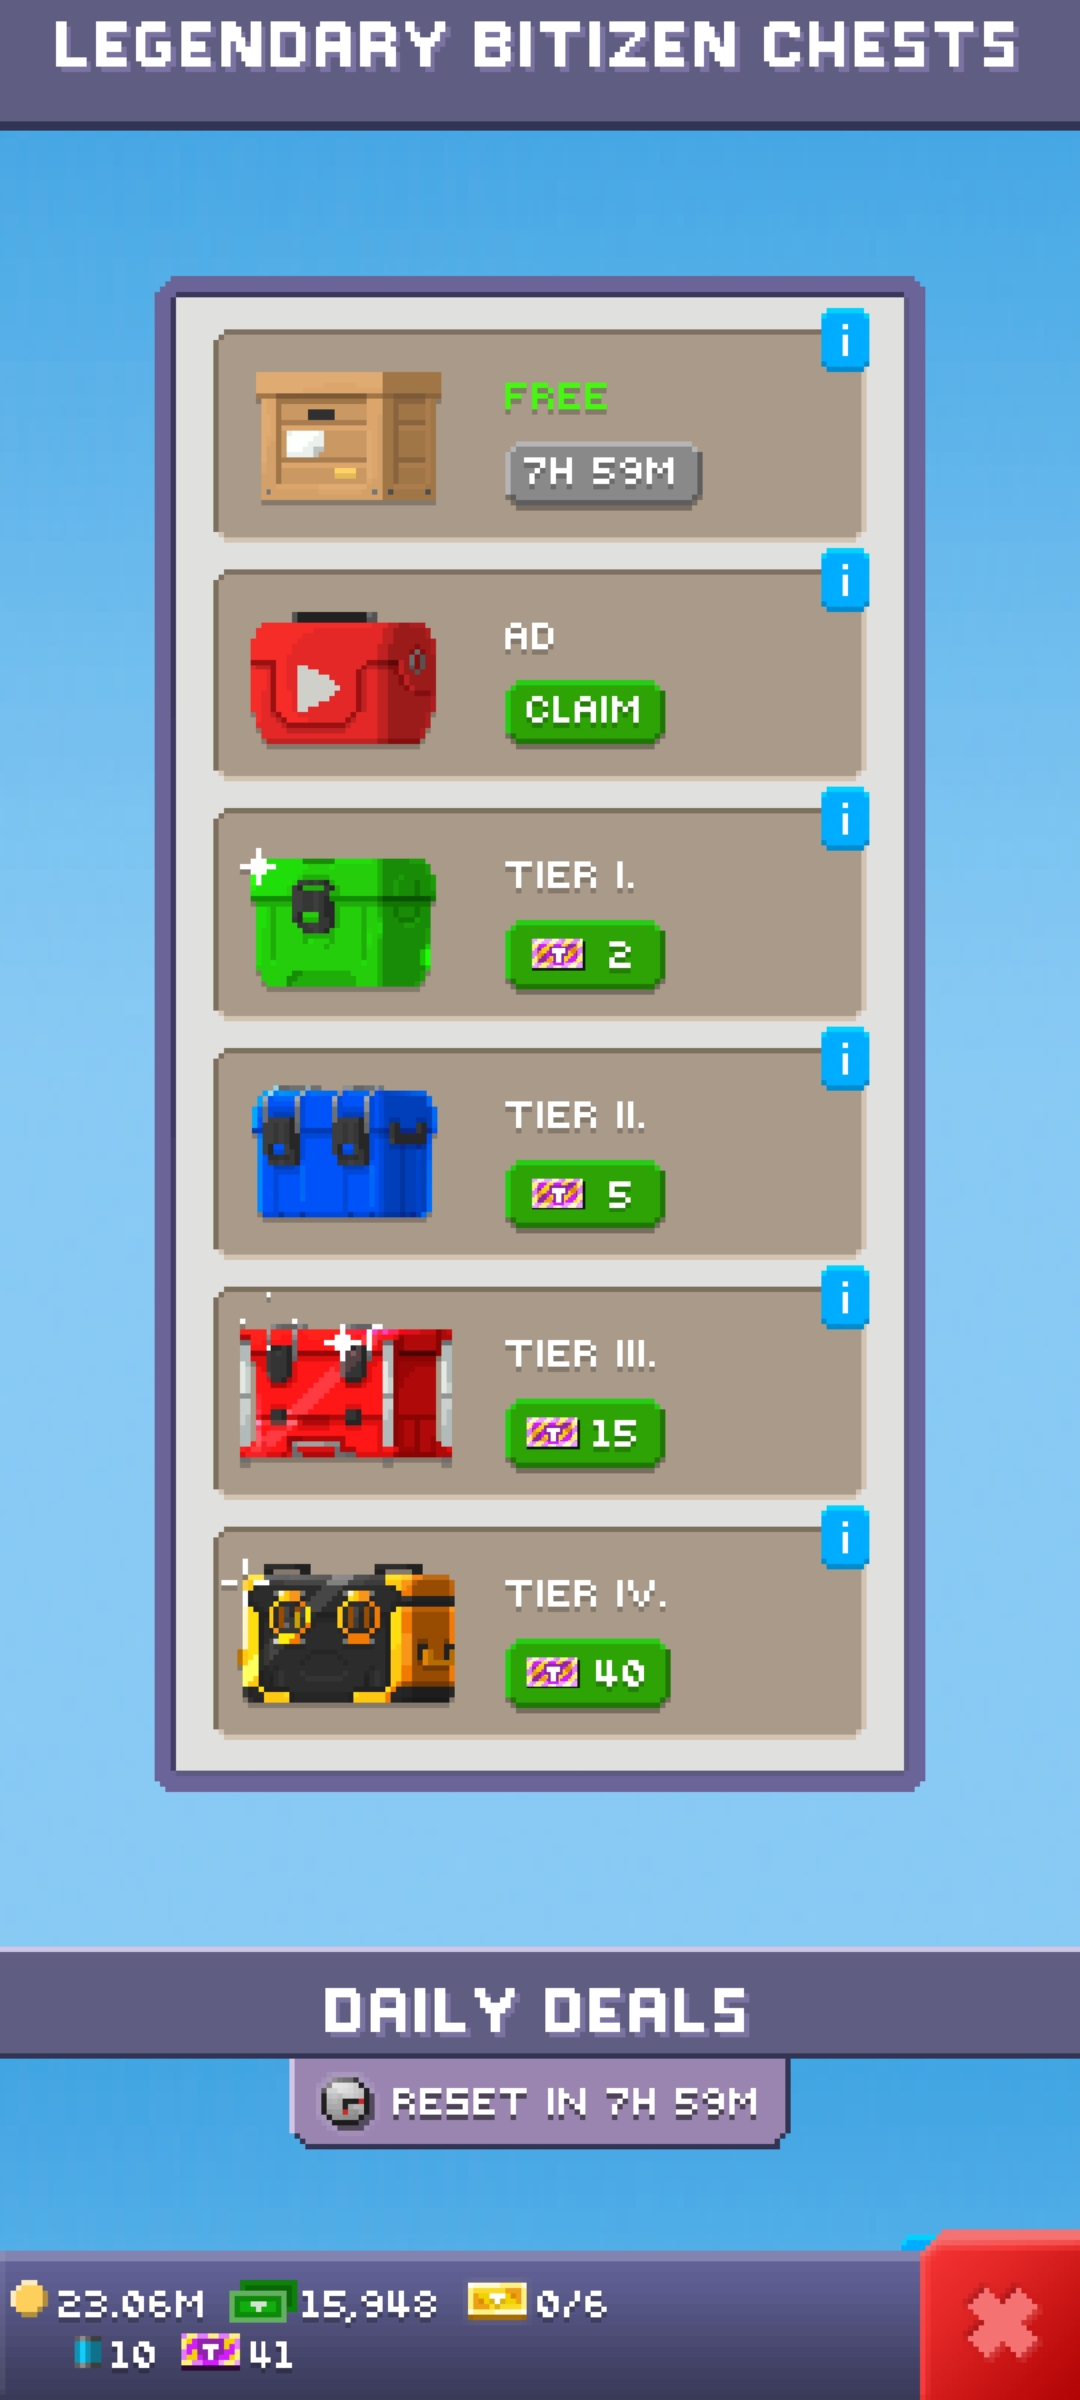 LEGENDARY BITIZEN CHESTS
i
FREE
7H 59M
i
AD
CLAIM
i
TIER I.
T 2
i
TIER II.
T 5
i
TIER III.
T 15
i
TIER IV.
T 40
DAILY DEALS
RESET IN 7H 59M
23.06M T 15,948 T 0/6
10 T 41